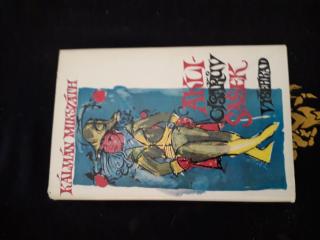 KÁLMÁN MIKSZÁTH
AKLI-
CÍSAŘŮV
ŠAŠEK
VYŠEHRAD